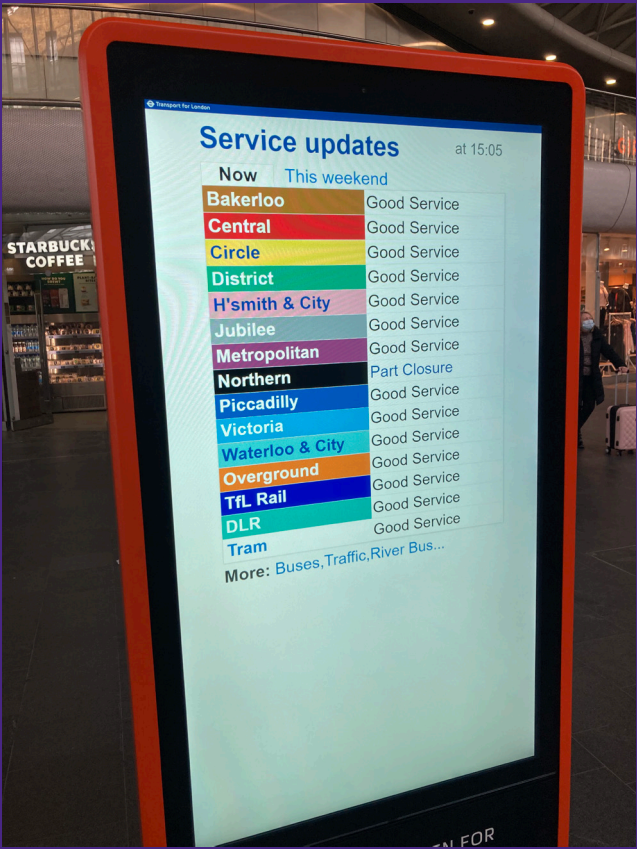 Transport for London
Service updates at 15:05
Now This weekend
Bakerloo Good Service
Central Good Service
Circle Good Service
District Good Service
H'smith & City Good Service
Jubilee Good Service
Metropolitan Good Service
Northern Part Closure
Piccadilly Good Service
Victoria Good Service
Waterloo & City Good Service
Overground Good Service
TfL Rail Good Service
DLR Good Service
Tram Good Service
More: Buses,Traffic,River Bus...
STARBUCKS
COFFEE
FOR